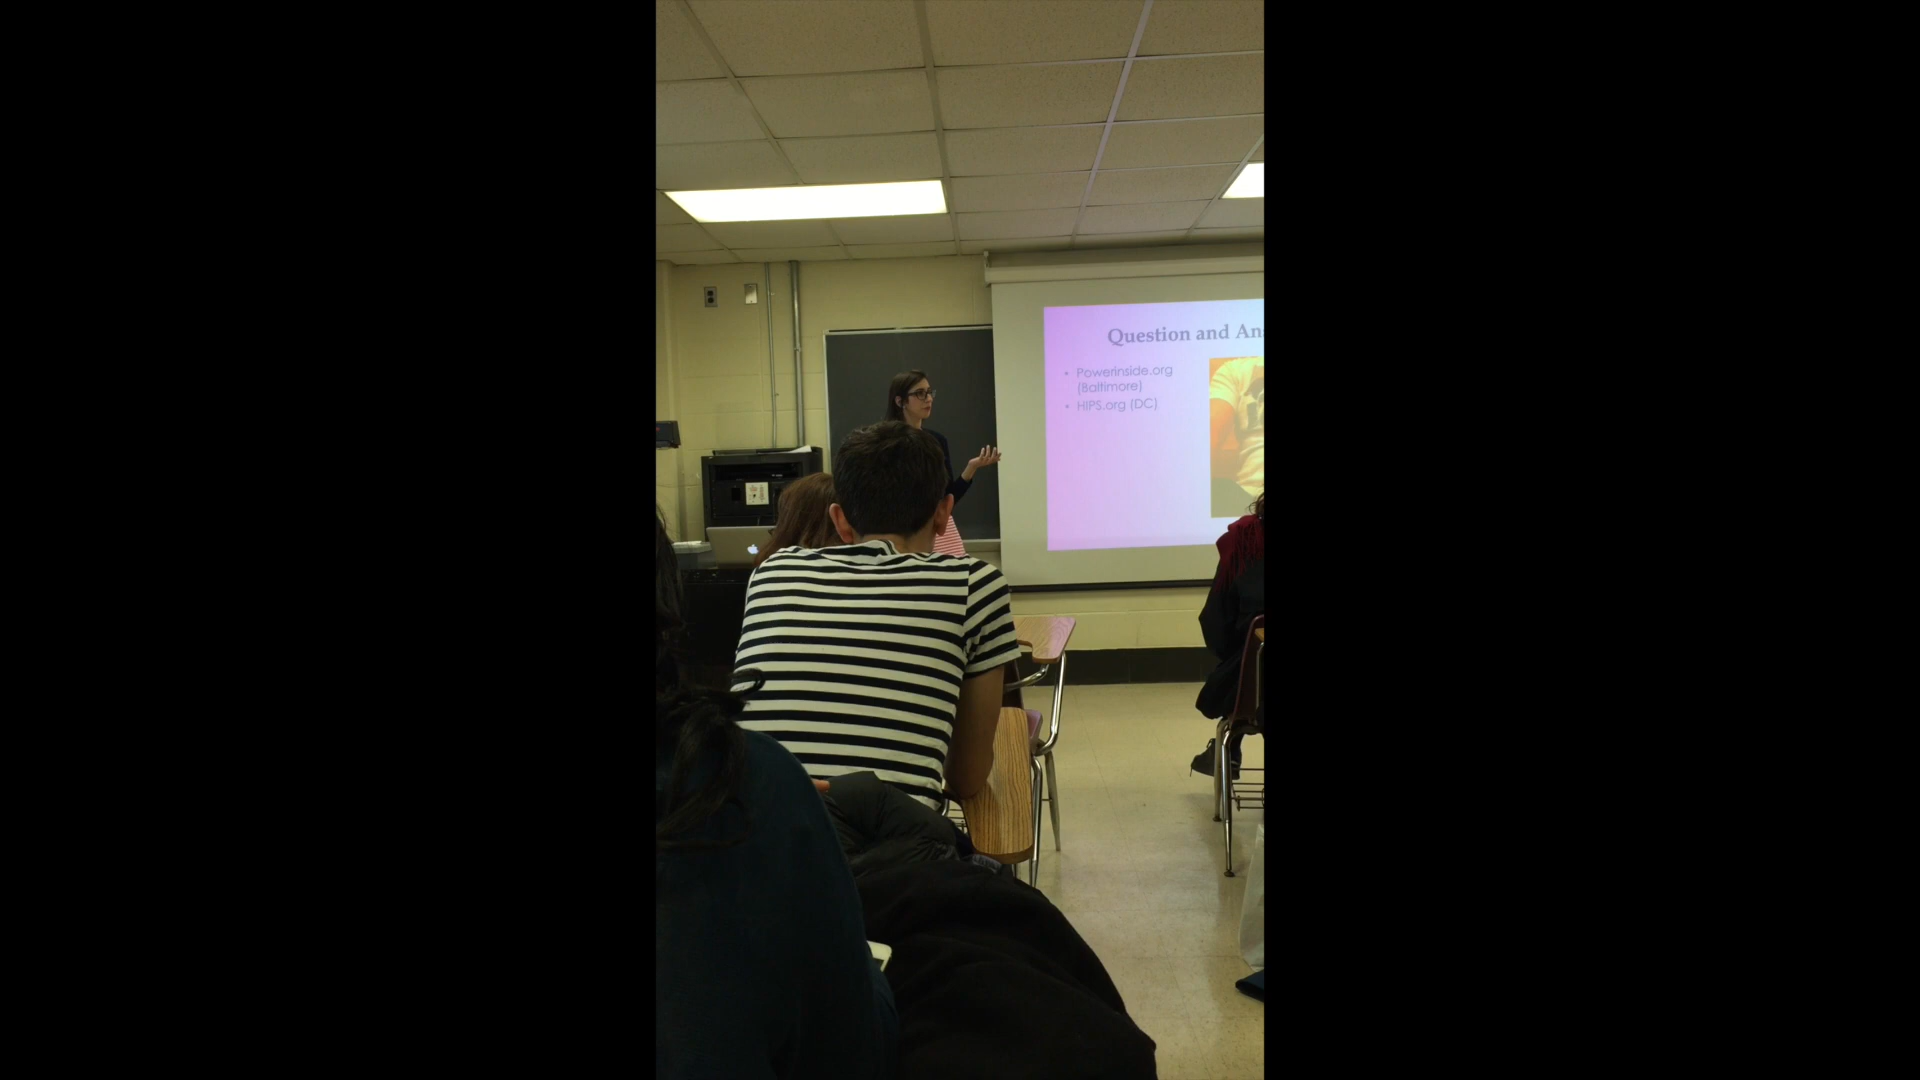 Question and An
• Powerinside.org
(Baltimore)
• HIPS.org (DC)